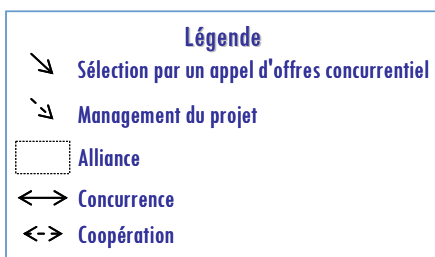 Légende
Sélection par un appel d'offres concurrentiel
Management du projet
Alliance
Concurrence
Coopération